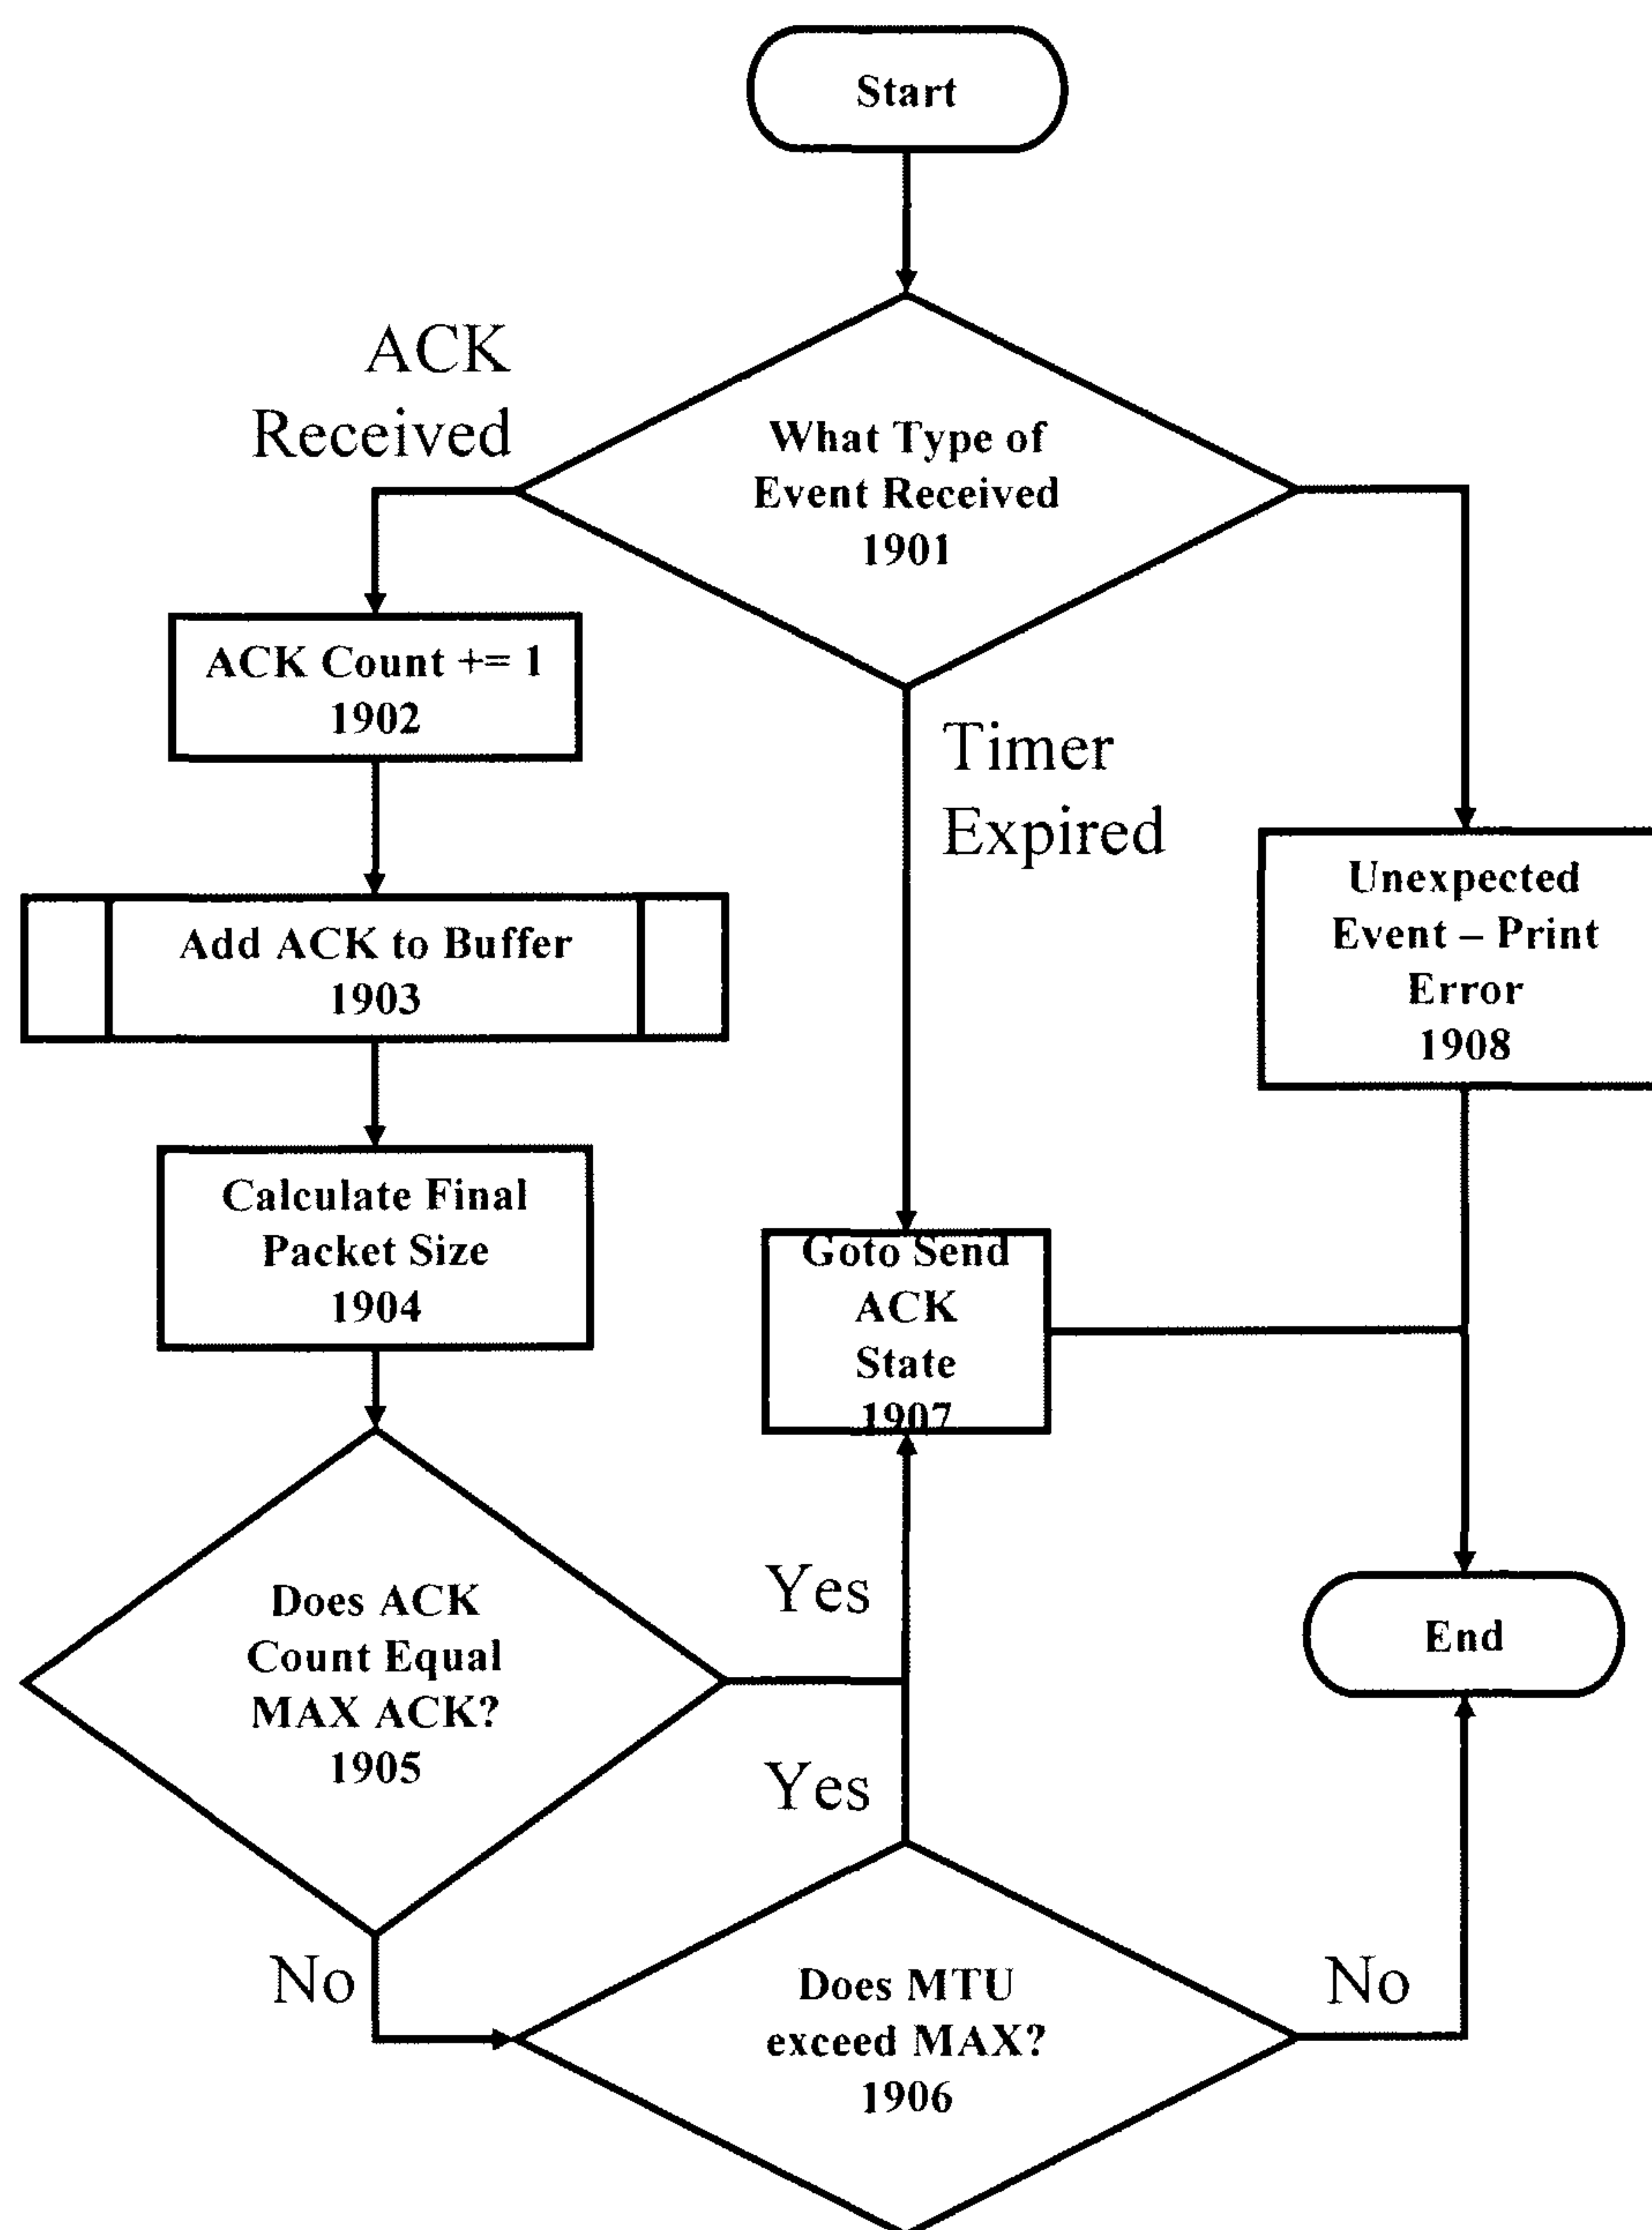 Start
ACK
Received
What Type of
Event Received
1901
ACK Count += 1
1902
Timer
Expired
Add ACK to Buffer
1903
Unexpected
Event – Print
Error
1908
Calculate Final
Packet Size
1904
Goto Send
ACK
State
1907
Does ACK
Count Equal
MAX ACK?
1905
Yes
Yes
End
No
Does MTU
exceed MAX?
1906
No